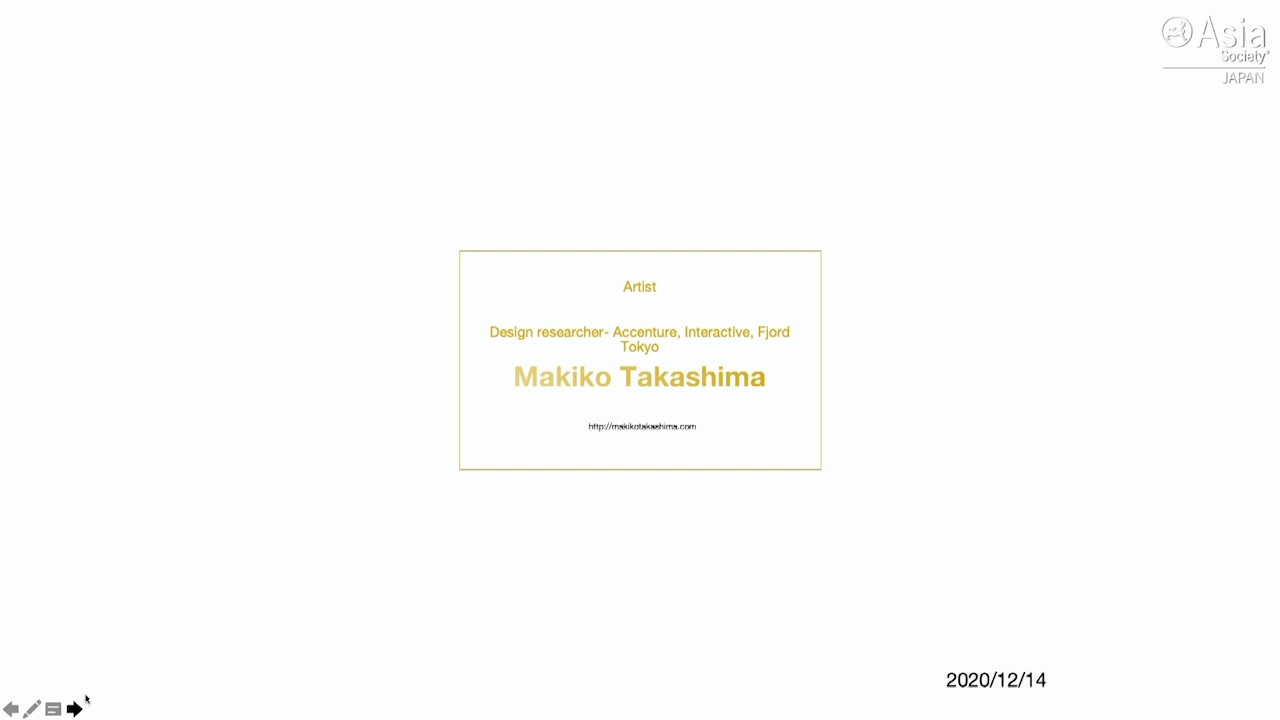 Asia
Society®
JAPAN
Artist
Design researcher- Accenture, Interactive, Fjord
Tokyo
Makiko Takashima
http://makikotakashima.com
2020/12/14